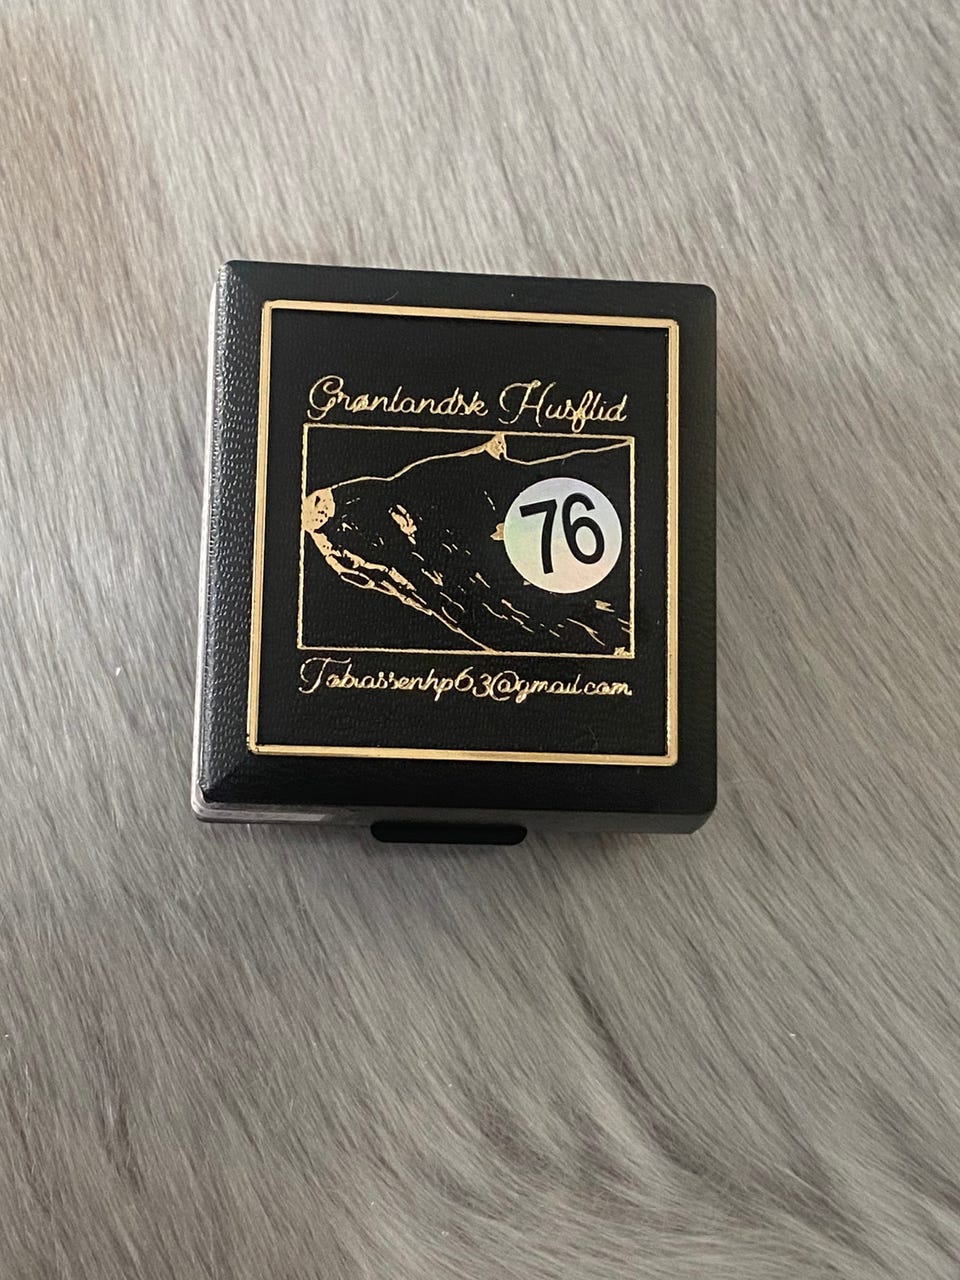 Grønlandsk Husflid
76
Tobiassenhp63@gmail.com